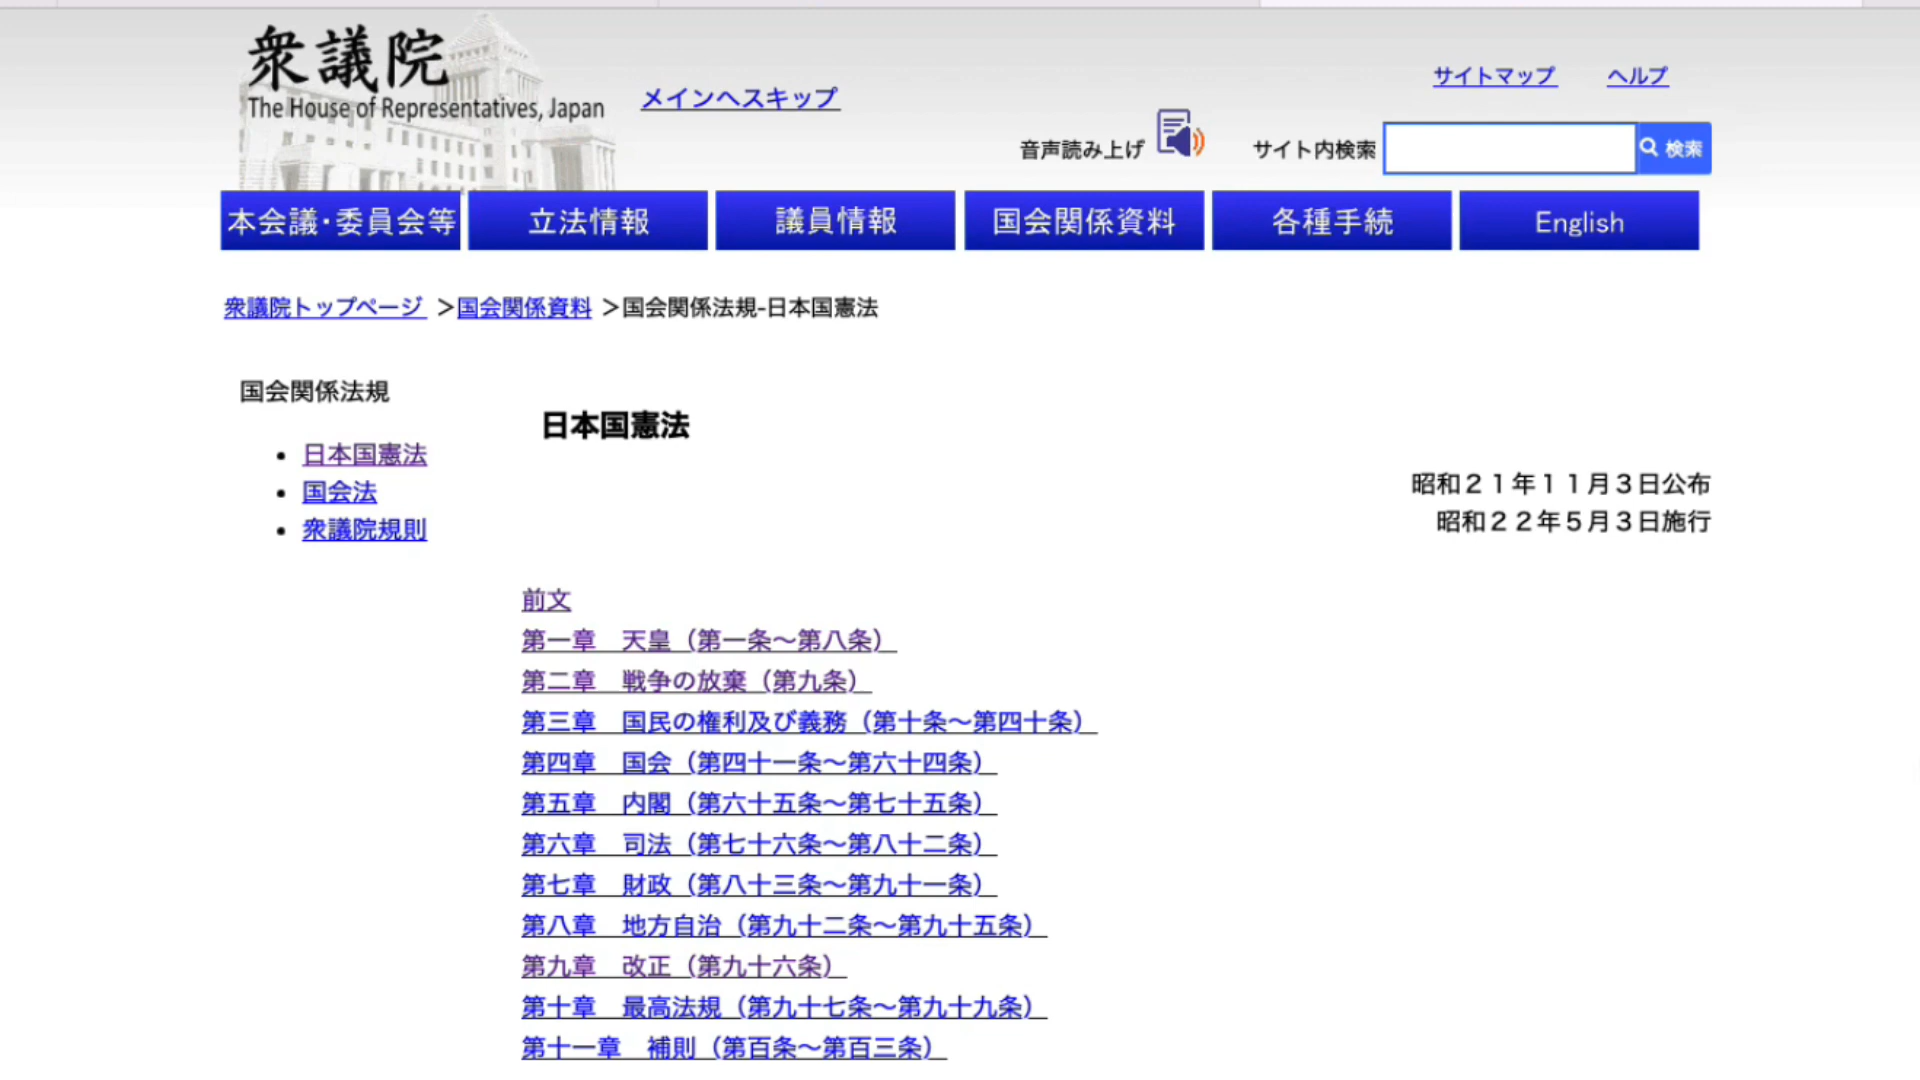 衆議院
The House of Representatives, Japan
メインへスキップ
サイトマップ
ヘルプ
音声読み上げ
サイト内検索
検索
本会議・委員会等
立法情報
議員情報
国会関係資料
各種手続
English
衆議院トップページ >国会関係資料 >国会関係法規-日本国憲法
国会関係法規
日本国憲法
国会法
衆議院規則
日本国憲法
昭和21年11月3日公布
昭和22年5月3日施行
前文
第一章 天皇(第一条~第八条)
第二章 戦争の放棄(第九条)
第三章 国民の権利及び義務(第十条~第四十条)
第四章 国会(第四十一条~第六十四条)
第五章 内閣(第六十五条~第七十五条)
第六章 司法(第七十六条~第八十二条)
第七章 財政(第八十三条~第九十一条)
第八章 地方自治(第九十二条~第九十五条)
第九章 改正(第九十六条)
第十章 最高法規(第九十七条~第九十九条)
第十一章 補則(第百条~第百三条)